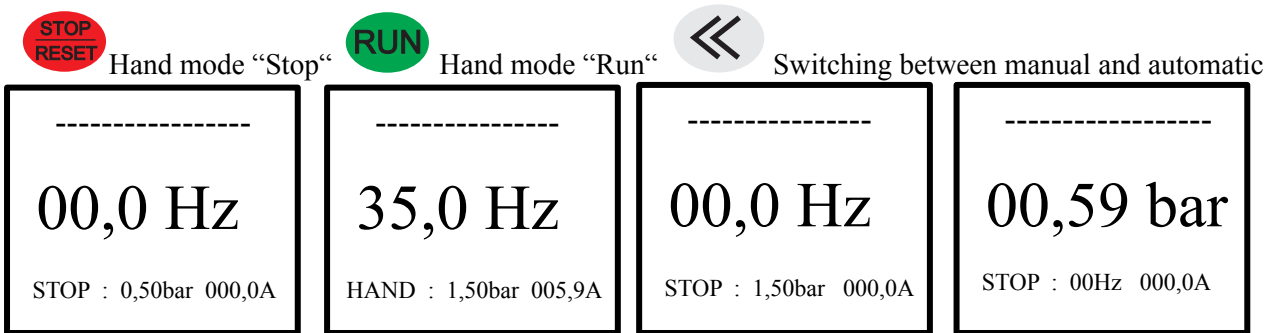 STOP
RESET
Hand mode “Stop“
RUN
Hand mode “Run“
Switching between manual and automatic
-----------------
00,0 Hz
STOP : 0,50bar 000,0A
----------------
35,0 Hz
HAND : 1,50bar 005,9A
----------------
00,0 Hz
STOP : 1,50bar 000,0A
------------------
00,59 bar
STOP : 00Hz 000,0A